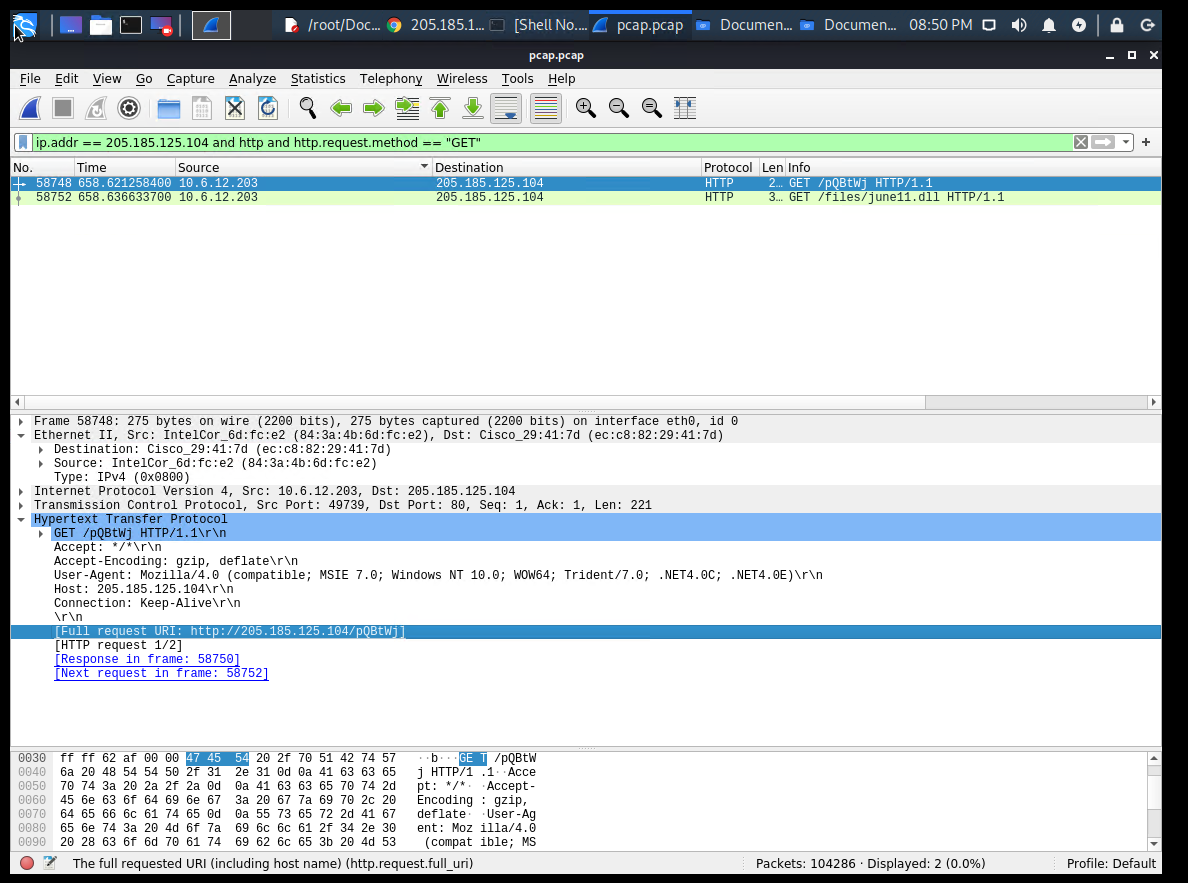 /root/Doc... 205.185.1... [Shell No... pcap.pcap Documen... Documen... 08:50 PM
pcap.pcap
File Edit View Go Capture Analyze Statistics Telephony Wireless Tools Help
ip.addr == 205.185.125.104 and http and http.request.method == "GET"
No. Time Source Destination Protocol Len Info
58748 658.621258400 10.6.12.203 205.185.125.104 HTTP 2… GET /pQBtWj HTTP/1.1
58752 658.636633700 10.6.12.203 205.185.125.104 HTTP 3… GET /files/june11.dll HTTP/1.1
Frame 58748: 275 bytes on wire (2200 bits), 275 bytes captured (2200 bits) on interface eth0, id 0
Ethernet II, Src: IntelCor_6d:fc:e2 (84:3a:4b:6d:fc:e2), Dst: Cisco_29:41:7d (ec:c8:82:29:41:7d)
Destination: Cisco_29:41:7d (ec:c8:82:29:41:7d)
Source: IntelCor_6d:fc:e2 (84:3a:4b:6d:fc:e2)
Type: IPv4 (0x0800)
Internet Protocol Version 4, Src: 10.6.12.203, Dst: 205.185.125.104
Transmission Control Protocol, Src Port: 49739, Dst Port: 80, Seq: 1, Ack: 1, Len: 221
Hypertext Transfer Protocol
GET /pQBtWj HTTP/1.1\r\n
Accept: */*\r\n
Accept-Encoding: gzip, deflate\r\n
User-Agent: Mozilla/4.0 (compatible; MSIE 7.0; Windows NT 10.0; WOW64; Trident/7.0; .NET4.0C; .NET4.0E)\r\n
Host: 205.185.125.104\r\n
Connection: Keep-Alive\r\n
\r\n
[Full request URI: http://205.185.125.104/pQBtWj]
[HTTP request 1/2]
[Response in frame: 58750]
[Next request in frame: 58752]
0030 ff ff 62 af 00 00 47 45 54 20 2f 70 51 42 74 57 ··b···GE T /pQBtW
0040 6a 20 48 54 54 50 2f 31 2e 31 0d 0a 41 63 63 65 j HTTP/1 .1··Acce
0050 70 74 3a 20 2a 2f 2a 0d 0a 41 63 63 65 70 74 2d pt: */*· ·Accept-
0060 45 6e 63 6f 64 69 6e 67 3a 20 67 7a 69 70 2c 20 Encoding : gzip,
0070 64 65 66 6c 61 74 65 0d 0a 55 73 65 72 2d 41 67 deflate· ·User-Ag
0080 65 6e 74 3a 20 4d 6f 7a 69 6c 6c 61 2f 34 2e 30 ent: Moz illa/4.0
0090 20 28 63 6f 6d 70 61 74 69 62 6c 65 3b 20 4d 53 (compat ible; MS
The full requested URI (including host name) (http.request.full_uri) Packets: 104286 · Displayed: 2 (0.0%) Profile: Default